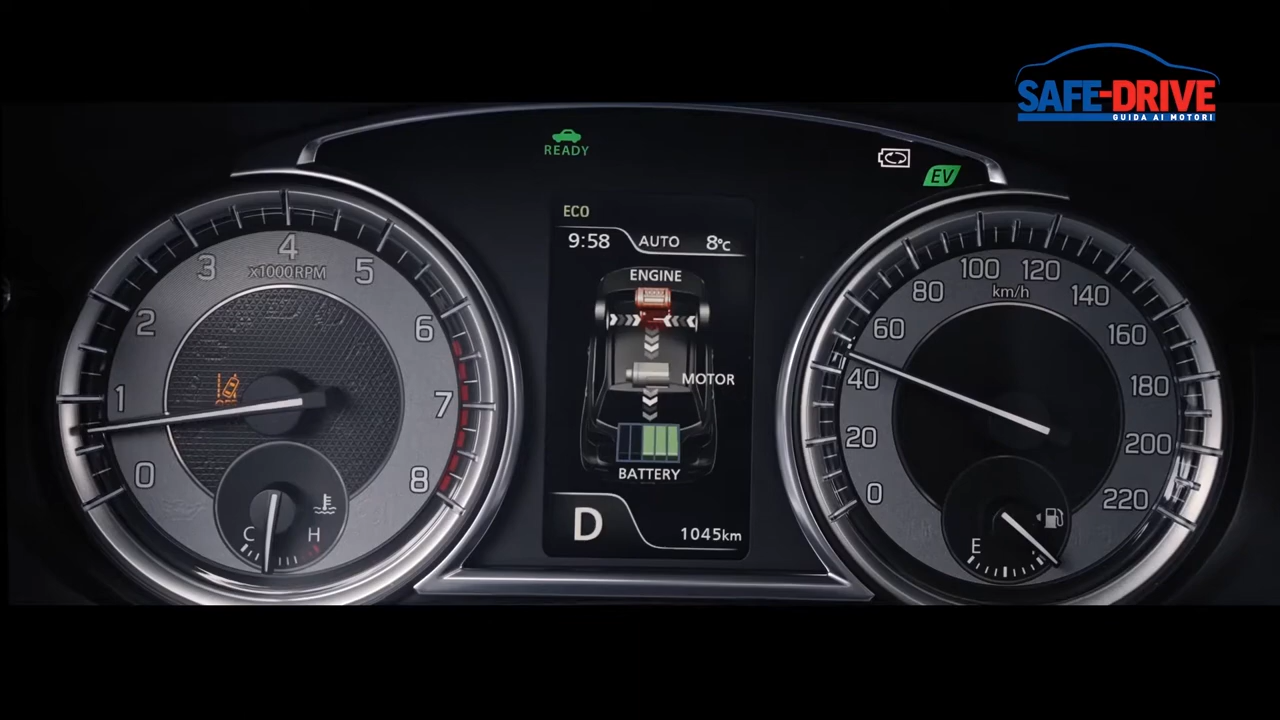 SAFE-DRIVE
GUIDA AI MOTORI
READY
EV
ECO
9:58 AUTO 8°C
ENGINE
MOTOR
BATTERY
D
1045km
0
1
2
3
4
x1000RPM
5
6
7
8
OFF
C H
0
20
40
60
80
100
km/h
120
140
160
180
200
220
E